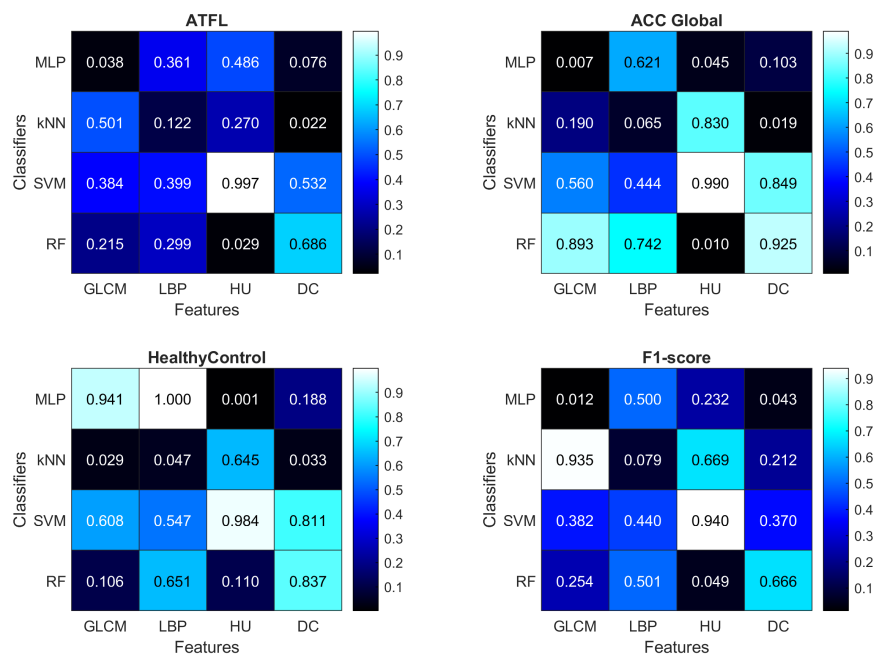 ATFL
Classifiers
MLP 0.038 0.361 0.486 0.076
kNN 0.501 0.122 0.270 0.022
SVM 0.384 0.399 0.997 0.532
RF 0.215 0.299 0.029 0.686
GLCM LBP HU DC
Features
0.9
0.8
0.7
0.6
0.5
0.4
0.3
0.2
0.1
ACC Global
Classifiers
MLP 0.007 0.621 0.045 0.103
kNN 0.190 0.065 0.830 0.019
SVM 0.560 0.444 0.990 0.849
RF 0.893 0.742 0.010 0.925
GLCM LBP HU DC
Features
0.9
0.8
0.7
0.6
0.5
0.4
0.3
0.2
0.1
HealthyControl
Classifiers
MLP 0.941 1.000 0.001 0.188
kNN 0.029 0.047 0.645 0.033
SVM 0.608 0.547 0.984 0.811
RF 0.106 0.651 0.110 0.837
GLCM LBP HU DC
Features
0.9
0.8
0.7
0.6
0.5
0.4
0.3
0.2
0.1
F1-score
Classifiers
MLP 0.012 0.500 0.232 0.043
kNN 0.935 0.079 0.669 0.212
SVM 0.382 0.440 0.940 0.370
RF 0.254 0.501 0.049 0.666
GLCM LBP HU DC
Features
0.9
0.8
0.7
0.6
0.5
0.4
0.3
0.2
0.1